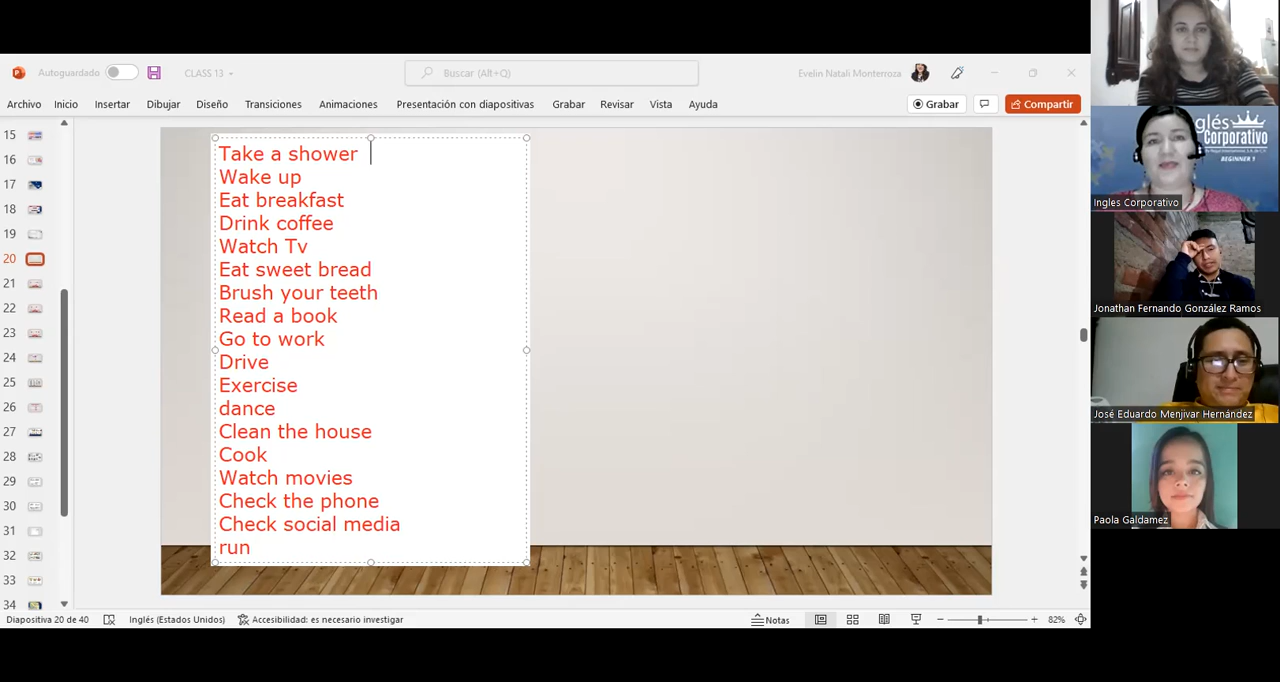 Autoguardado
CLASS 13
Buscar (Alt+Q)
Evelin Natali Monterroza
Archivo
Inicio
Insertar
Dibujar
Diseño
Transiciones
Animaciones
Presentación con diapositivas
Grabar
Revisar
Vista
Ayuda
Grabar
Compartir
15
16
17
18
19
20
21
22
23
24
25
26
27
28
29
30
31
32
33
34
Take a shower
Wake up
Eat breakfast
Drink coffee
Watch Tv
Eat sweet bread
Brush your teeth
Read a book
Go to work
Drive
Exercise
dance
Clean the house
Cook
Watch movies
Check the phone
Check social media
run
Diapositiva 20 de 40
Inglés (Estados Unidos)
Accesibilidad: es necesario investigar
Notas
82%
glés
Corporativo
BEGINNER 1
Ingles Corporativo
Jonathan Fernando González Ramos
José Eduardo Menjivar Hernández
Paola Galdamez